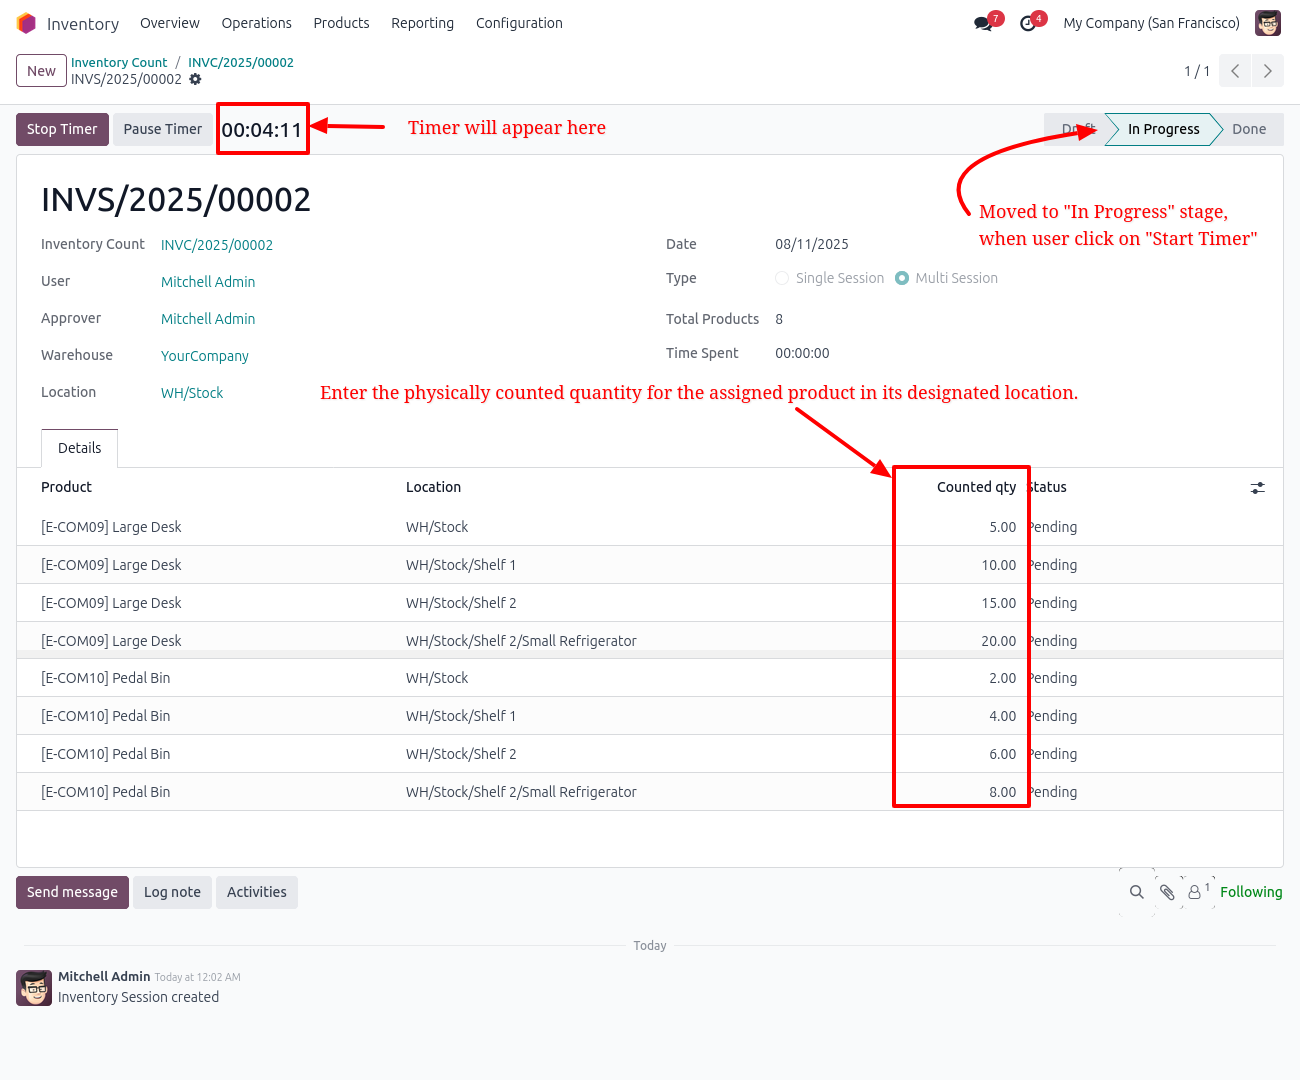 Inventory Overview Operations Products Reporting Configuration 7 4 My Company (San Francisco)
New Inventory Count / INVC/2025/00002
INVS/2025/00002 1 / 1
Stop Timer Pause Timer 00:04:11 Timer will appear here Draft In Progress Done
INVS/2025/00002
Moved to "In Progress" stage,
when user click on "Start Timer"
Inventory Count INVC/2025/00002 Date 08/11/2025
User Mitchell Admin Type Single Session Multi Session
Approver Mitchell Admin Total Products 8
Warehouse YourCompany Time Spent 00:00:00
Location WH/Stock Enter the physically counted quantity for the assigned product in its designated location.
Details
Product Location Counted qty Status
[E-COM09] Large Desk WH/Stock 5.00 Pending
[E-COM09] Large Desk WH/Stock/Shelf 1 10.00 Pending
[E-COM09] Large Desk WH/Stock/Shelf 2 15.00 Pending
[E-COM09] Large Desk WH/Stock/Shelf 2/Small Refrigerator 20.00 Pending
[E-COM10] Pedal Bin WH/Stock 2.00 Pending
[E-COM10] Pedal Bin WH/Stock/Shelf 1 4.00 Pending
[E-COM10] Pedal Bin WH/Stock/Shelf 2 6.00 Pending
[E-COM10] Pedal Bin WH/Stock/Shelf 2/Small Refrigerator 8.00 Pending
Send message Log note Activities 1 Following
Today
Mitchell Admin Today at 12:02 AM
Inventory Session created